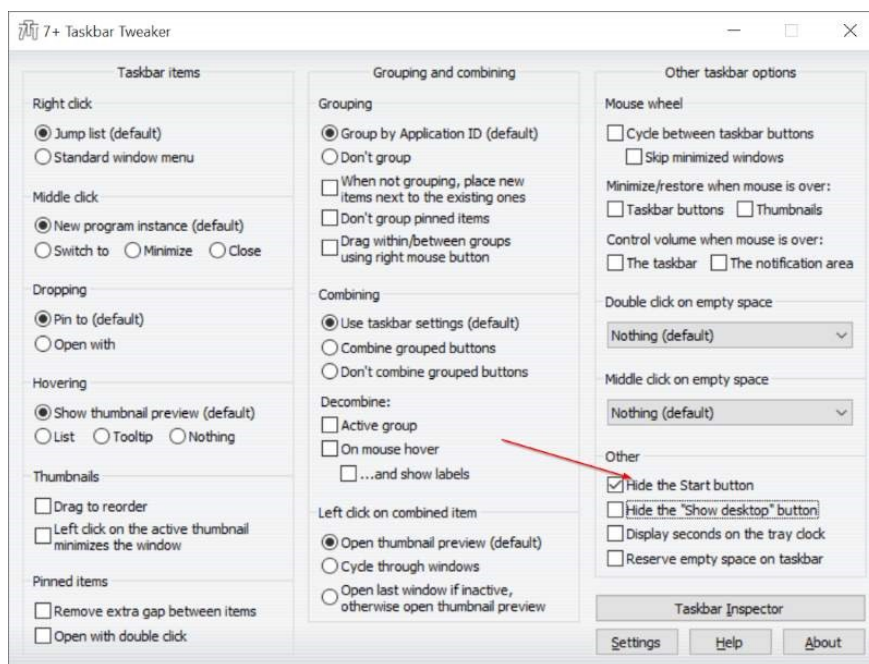 7+ Taskbar Tweaker
Taskbar items
Right click
Jump list (default)
Standard window menu
Middle click
New program instance (default)
Switch to Minimize Close
Dropping
Pin to (default)
Open with
Hovering
Show thumbnail preview (default)
List Tooltip Nothing
Thumbnails
Drag to reorder
Left click on the active thumbnail
minimizes the window
Pinned items
Remove extra gap between items
Open with double click
Grouping and combining
Grouping
Group by Application ID (default)
Don't group
When not grouping, place new
items next to the existing ones
Don't group pinned items
Drag within/between groups
using right mouse button
Combining
Use taskbar settings (default)
Combine grouped buttons
Don't combine grouped buttons
Decombine:
Active group
On mouse hover
...and show labels
Left click on combined item
Open thumbnail preview (default)
Cycle through windows
Open last window if inactive,
otherwise open thumbnail preview
Other taskbar options
Mouse wheel
Cycle between taskbar buttons
Skip minimized windows
Minimize/restore when mouse is over:
Taskbar buttons Thumbnails
Control volume when mouse is over:
The taskbar The notification area
Double click on empty space
Nothing (default)
Middle click on empty space
Nothing (default)
Other
Hide the Start button
Hide the "Show desktop" button
Display seconds on the tray clock
Reserve empty space on taskbar
Taskbar Inspector
Settings Help About